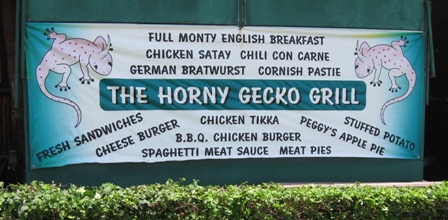 FULL MONTY ENGLISH BREAKFAST
CHICKEN SATAY CHILI CON CARNE
GERMAN BRATWURST CORNISH PASTIE
THE HORNY GECKO GRILL
FRESH SANDWICHES CHICKEN TIKKA STUFFED POTATO
CHEESE BURGER B.B.Q. CHICKEN BURGER PEGGY'S APPLE PIE
SPAGHETTI MEAT SAUCE MEAT PIES